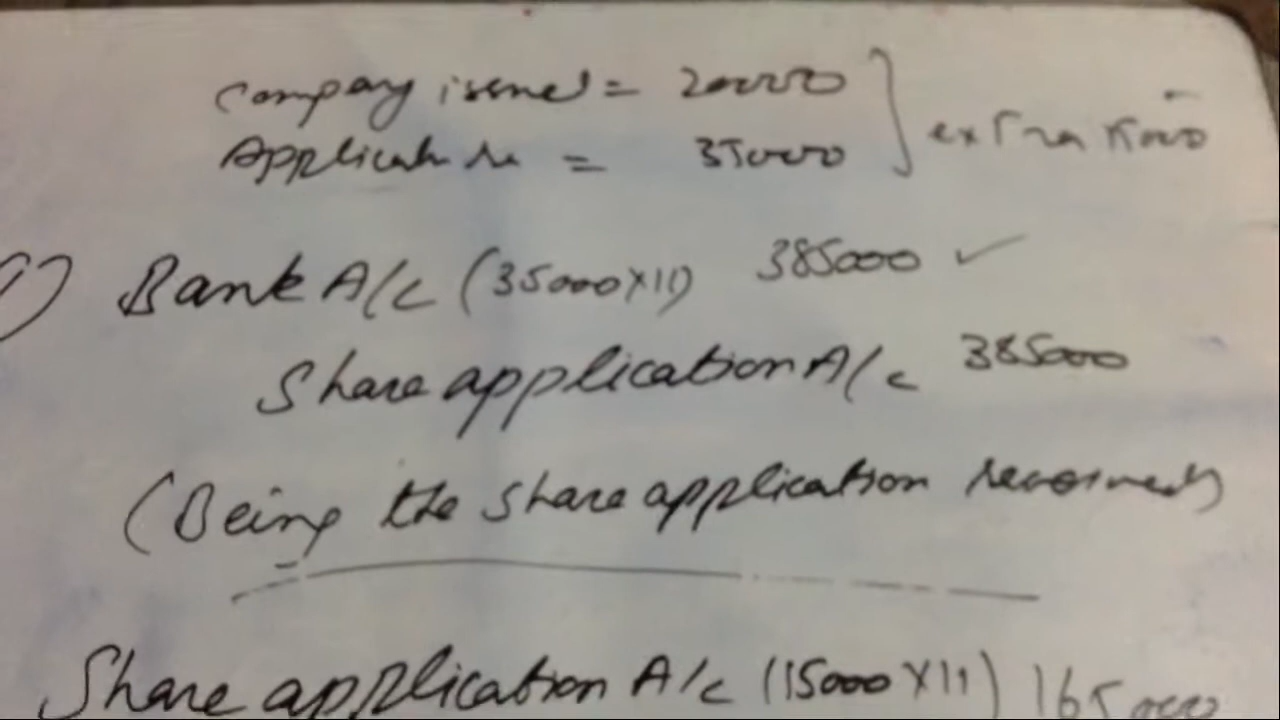 Company issued = 20000
Application = 35000 } extra 15000
1) Bank A/c (35000×11) 385000 ✓
Share application A/c 385000
(Being the share application received)
Share application A/c (15000×11) 165000